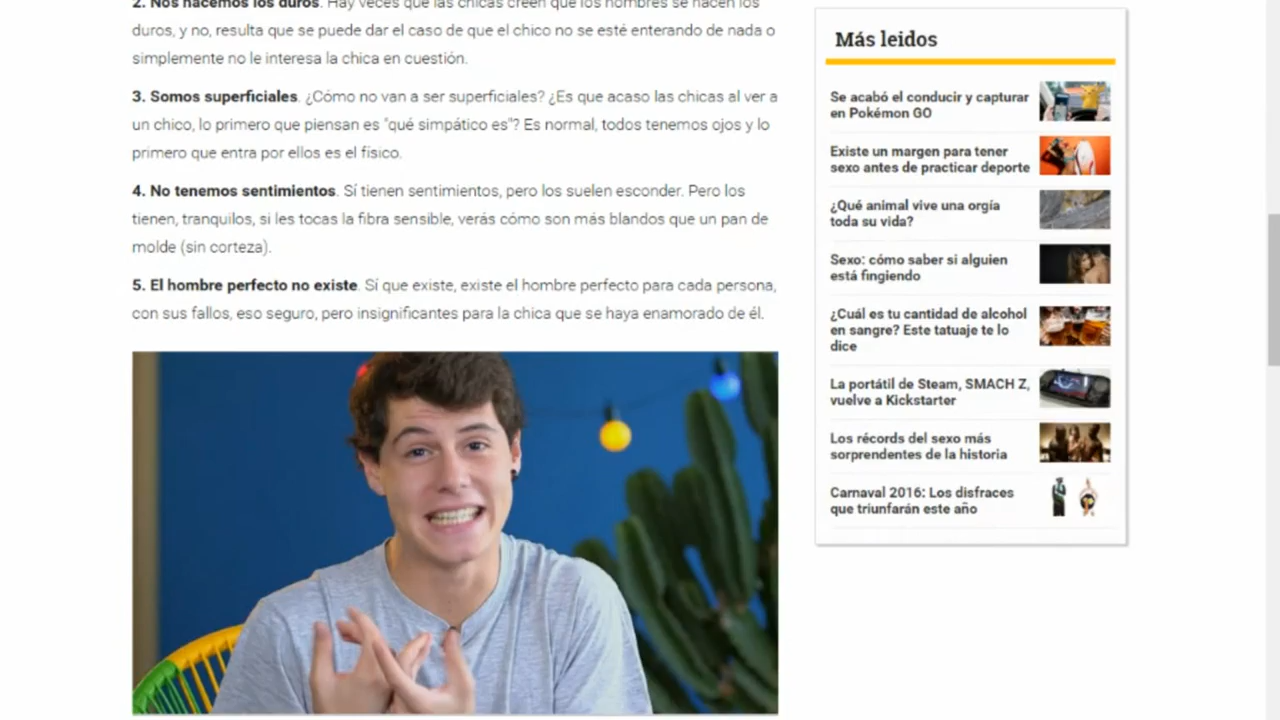 2. Nos hacemos los duros. Hay veces que las chicas creen que los hombres se hacen los
duros, y no, resulta que se puede dar el caso de que el chico no se esté enterando de nada o
simplemente no le interesa la chica en cuestión.
3. Somos superficiales. ¿Cómo no van a ser superficiales? ¿Es que acaso las chicas al ver a
un chico, lo primero que piensan es "qué simpático es"? Es normal, todos tenemos ojos y lo
primero que entra por ellos es el físico.
4. No tenemos sentimientos. Sí tienen sentimientos, pero los suelen esconder. Pero los
tienen, tranquilos, si les tocas la fibra sensible, verás cómo son más blandos que un pan de
molde (sin corteza).
5. El hombre perfecto no existe. Sí que existe, existe el hombre perfecto para cada persona,
con sus fallos, eso seguro, pero insignificantes para la chica que se haya enamorado de él.
Más leidos
Se acabó el conducir y capturar
en Pokémon GO
Existe un margen para tener
sexo antes de practicar deporte
¿Qué animal vive una orgía
toda su vida?
Sexo: cómo saber si alguien
está fingiendo
¿Cuál es tu cantidad de alcohol
en sangre? Este tatuaje te lo
dice
La portátil de Steam, SMACH Z,
vuelve a Kickstarter
Los récords del sexo más
sorprendentes de la historia
Carnaval 2016: Los disfraces
que triunfarán este año